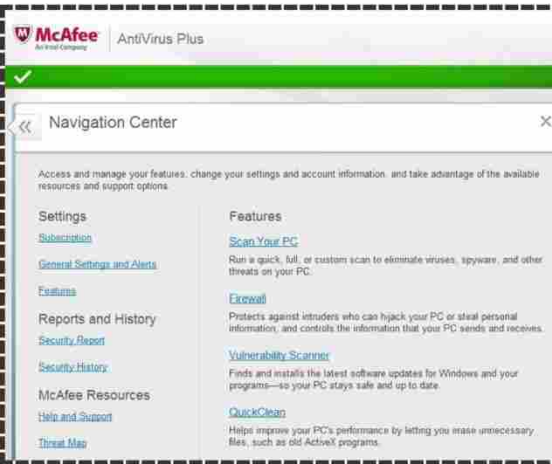 McAfee
An Intel Company
AntiVirus Plus
Navigation Center
Access and manage your features, change your settings and account information, and take advantage of the available
resources and support options.
Settings
Subscription
General Settings and Alerts
Features
Reports and History
Security Report
Security History
McAfee Resources
Help and Support
Threat Map
Features
Scan Your PC
Run a quick, full, or custom scan to eliminate viruses, spyware, and other
threats on your PC.
Firewall
Protects against intruders who can hijack your PC or steal personal
information, and controls the information that your PC sends and receives.
Vulnerability Scanner
Finds and installs the latest software updates for Windows and your
programs—so your PC stays safe and up to date.
QuickClean
Helps improve your PC's performance by letting you erase unnecessary
files, such as old ActiveX programs.